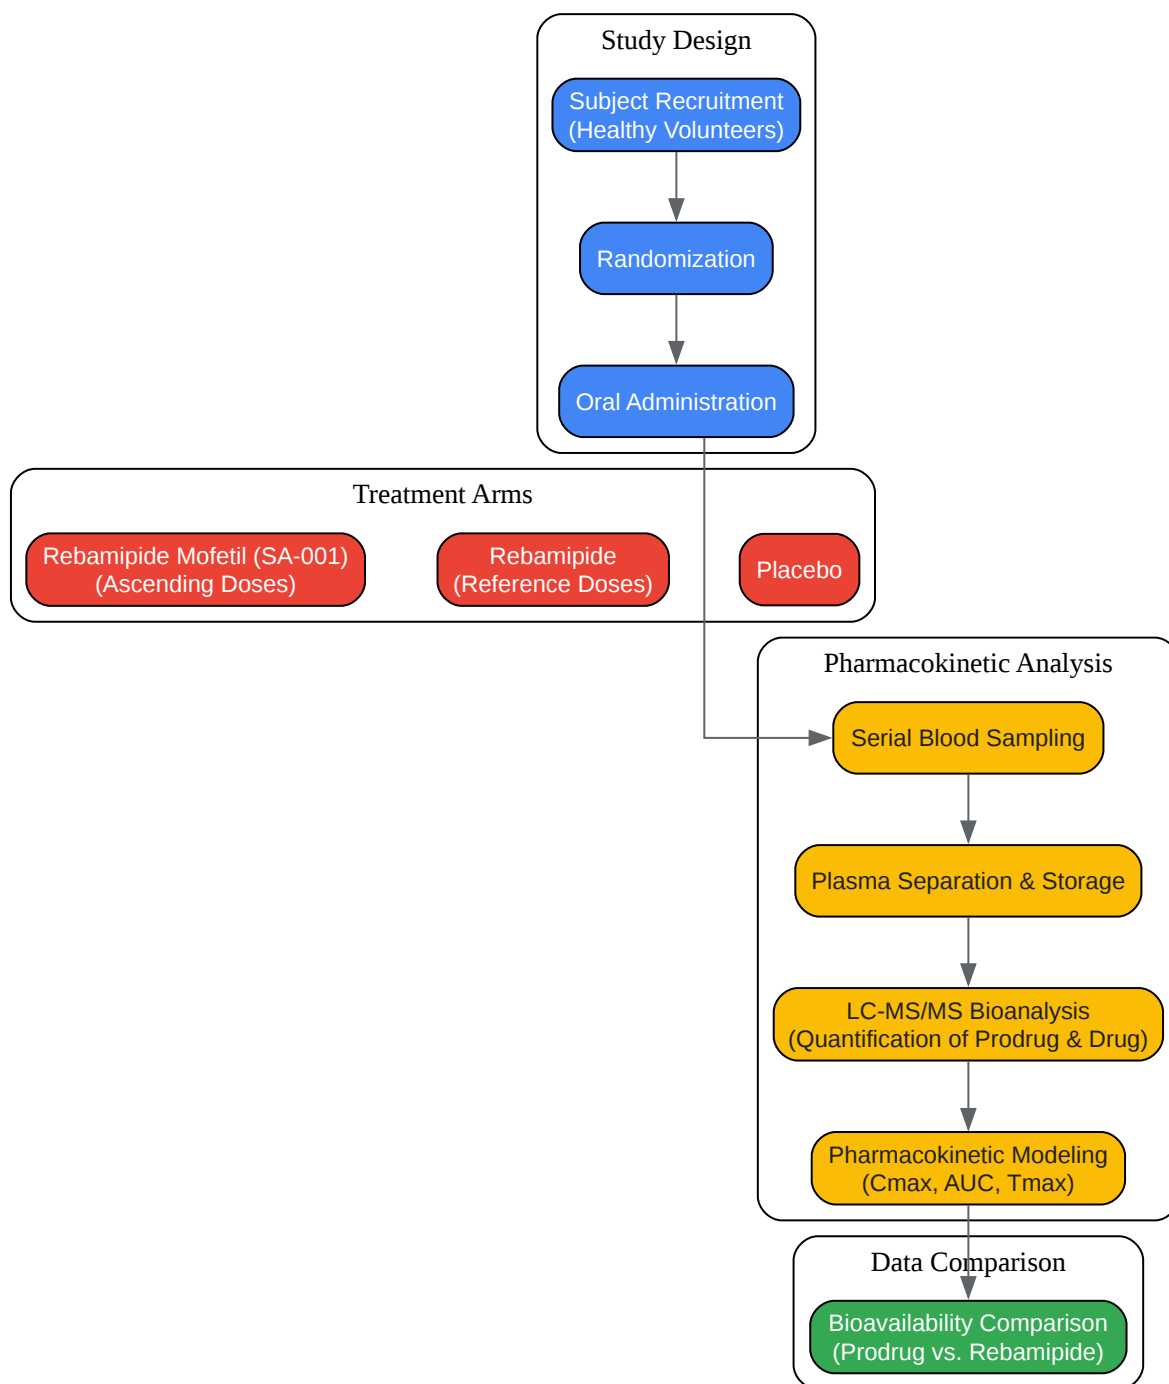 Study Design
Subject Recruitment
(Healthy Volunteers)
Randomization
Oral Administration
Treatment Arms
Rebamipide Mofetil (SA-001)
(Ascending Doses)
Rebamipide
(Reference Doses)
Placebo
Pharmacokinetic Analysis
Serial Blood Sampling
Plasma Separation & Storage
LC-MS/MS Bioanalysis
(Quantification of Prodrug & Drug)
Pharmacokinetic Modeling
(Cmax, AUC, Tmax)
Data Comparison
Bioavailability Comparison
(Prodrug vs. Rebamipide)